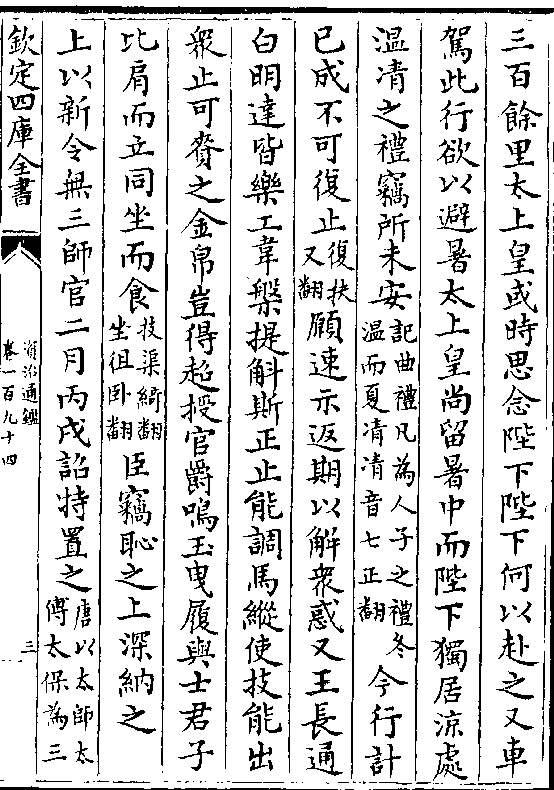 三百餘里太上皇或時思念陛下陛下何以赴之又車
駕此行欲以避暑太上皇尚留暑中而陛下獨居涼處
温凊之禮竊所未安記曲禮凡為人子之禮冬温而夏凊凊音七正翻今行計
已成不可復止復扶又翻願速示返期以解衆惑又王長通
白明達皆樂工韋槃提斛斯正止能調馬縱使技能出
衆止可賚之金帛豈得超授官爵鳴玉曳履與士君子
比肩而立同坐而食技渠綺翻坐徂卧翻臣竊恥之上深納之
上以新令無三師官二月丙戌詔特置之唐以太師太傅太保為三
欽定四庫全書
資治通鑑
卷一百九十四
三